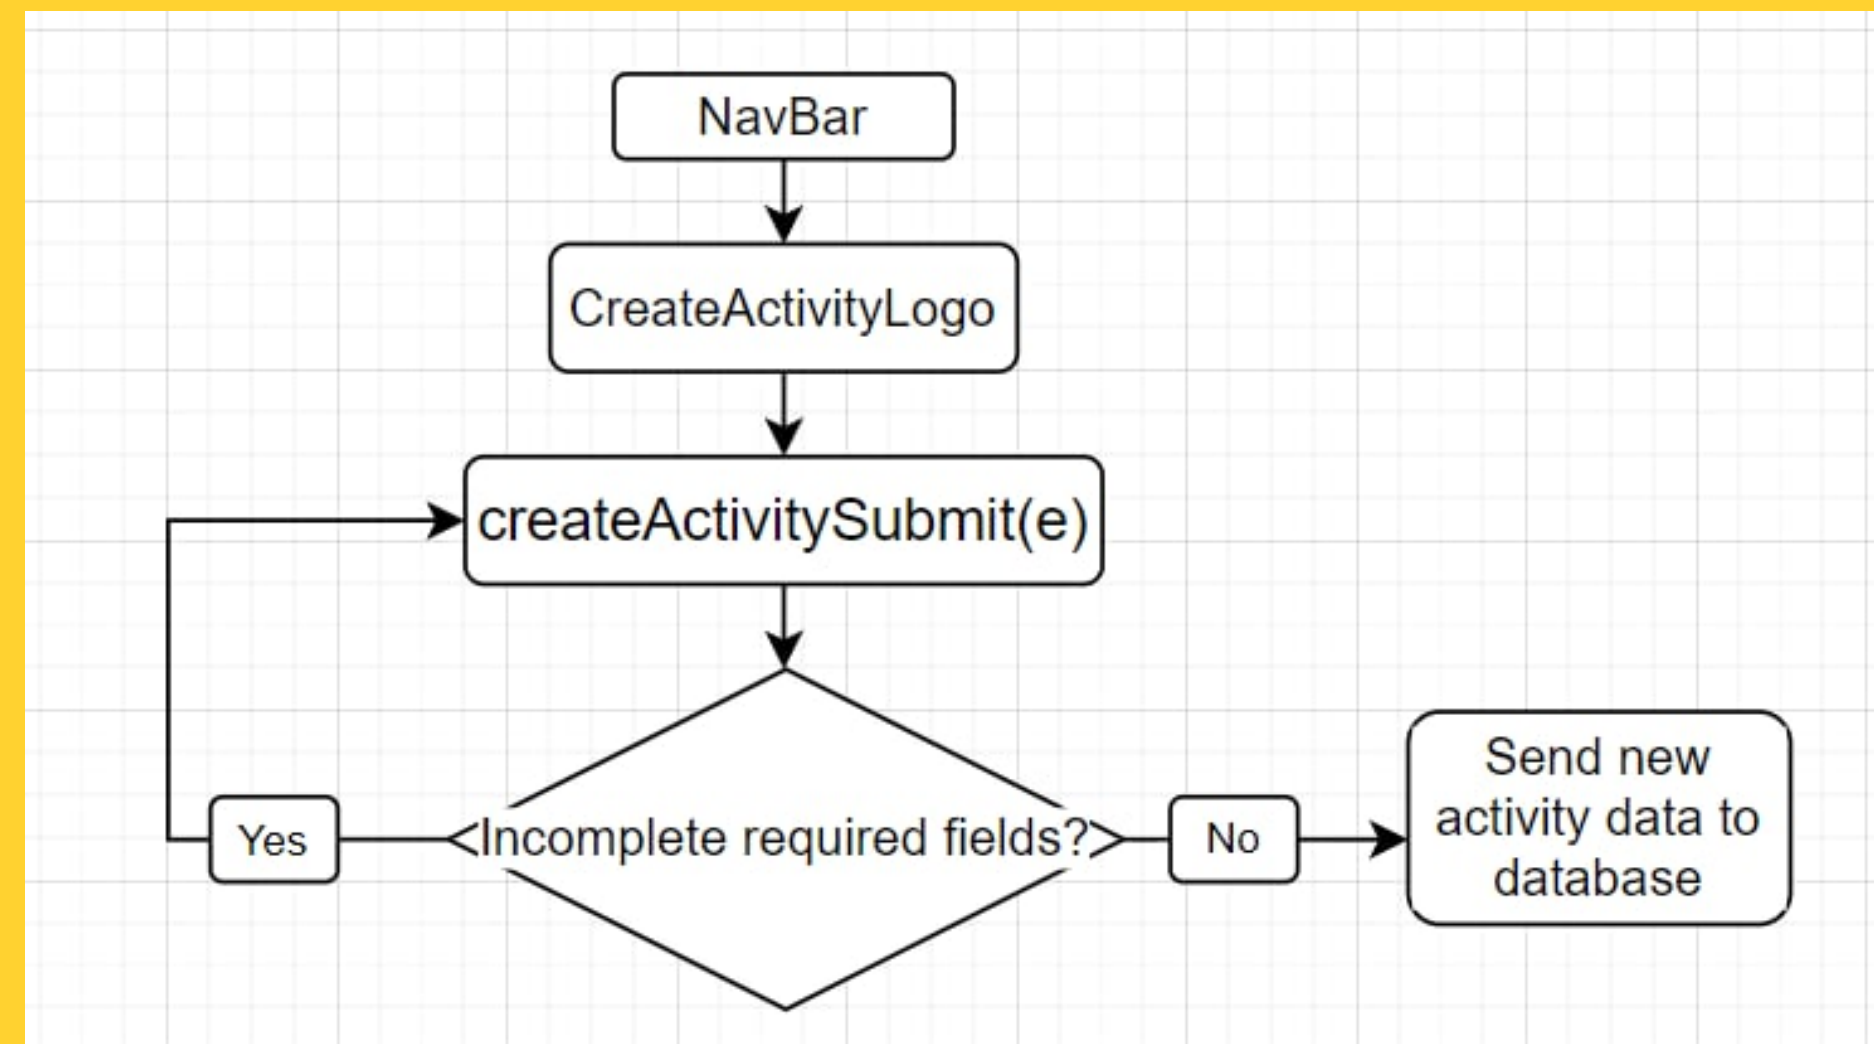 NavBar
CreateActivityLogo
createActivitySubmit(e)
Yes
Incomplete required fields?
No
Send new
activity data to
database